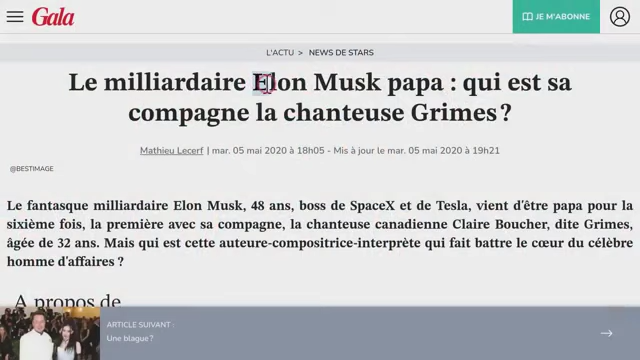 Gala
JE M'ABONNE
L'ACTU > NEWS DE STARS
Le milliardaire Elon Musk papa : qui est sa
compagne la chanteuse Grimes ?
Mathieu Lecerf | mar. 05 mai 2020 à 18h05 - Mis à jour le mar. 05 mai 2020 à 19h21
@BESTIMAGE
Le fantasque milliardaire Elon Musk, 48 ans, boss de SpaceX et de Tesla, vient d'être papa pour la
sixième fois, la première avec sa compagne, la chanteuse canadienne Claire Boucher, dite Grimes,
âgée de 32 ans. Mais qui est cette auteure-compositrice-interprète qui fait battre le cœur du célèbre
homme d'affaires ?
A propos de
ARTICLE SUIVANT :
Une blague ?